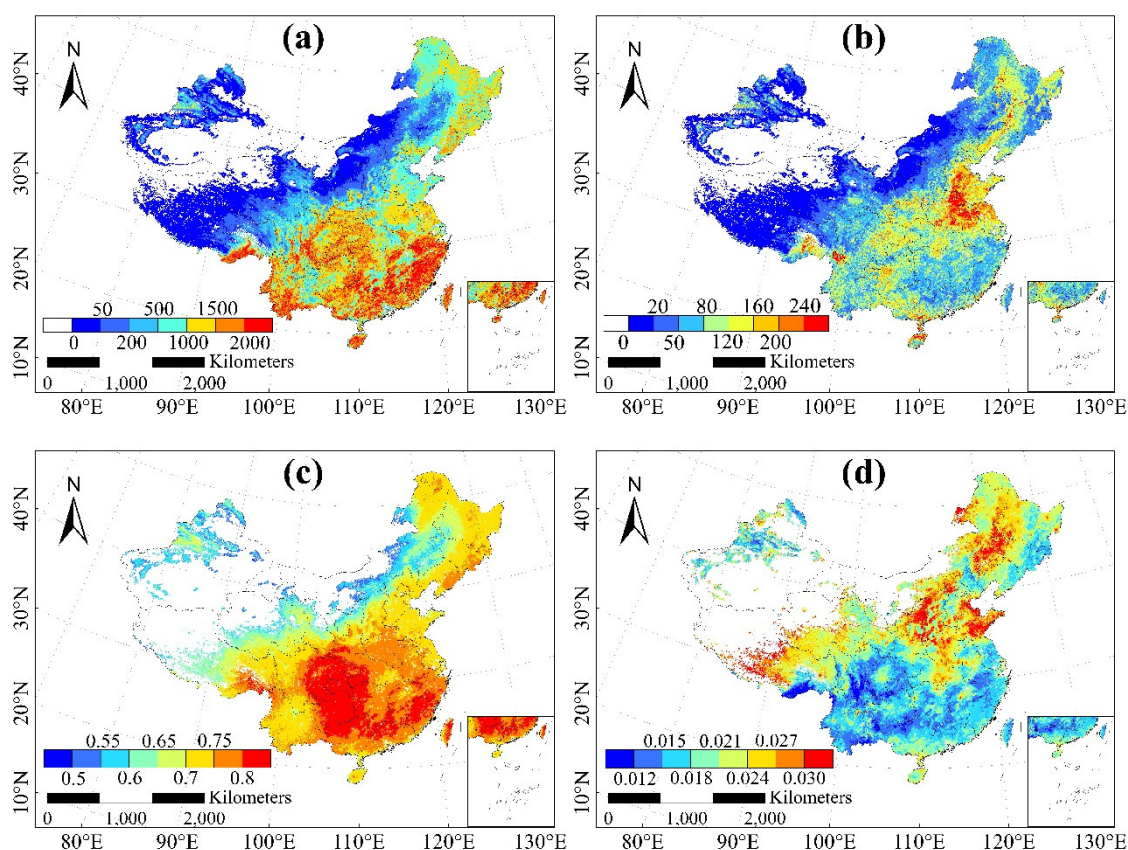 (a)
N
40°N
30°N
20°N
10°N
50 500 1500
0 200 1000 2000
Kilometers
0 1,000 2,000
80°E 90°E 100°E 110°E 120°E 130°E
(b)
N
40°N
30°N
20°N
10°N
20 80 160 240
0 50 120 200
Kilometers
0 1,000 2,000
80°E 90°E 100°E 110°E 120°E 130°E
(c)
N
40°N
30°N
20°N
10°N
0.55 0.65 0.75
0.5 0.6 0.7 0.8
Kilometers
0 1,000 2,000
80°E 90°E 100°E 110°E 120°E 130°E
(d)
N
40°N
30°N
20°N
10°N
0.015 0.021 0.027
0.012 0.018 0.024 0.030
Kilometers
0 1,000 2,000
80°E 90°E 100°E 110°E 120°E 130°E